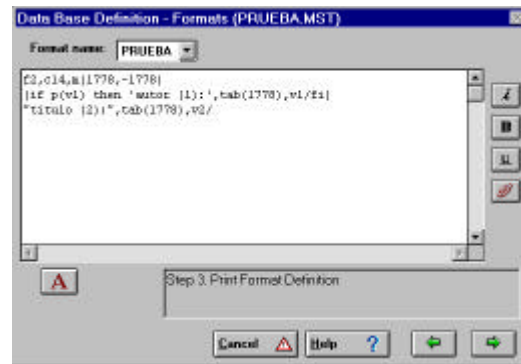 Data Base Definition - Formats (PRUEBA.MST)
Format name: PRUEBA
f2,cl4,m(1778,-1778)
(if p(v1) then 'autor (1):',tab(1778),v1/fi)
"titulo (2):",tab(1778),v2/
i
B
U
A
Step 3. Print Format Definition
Cancel
Help ?